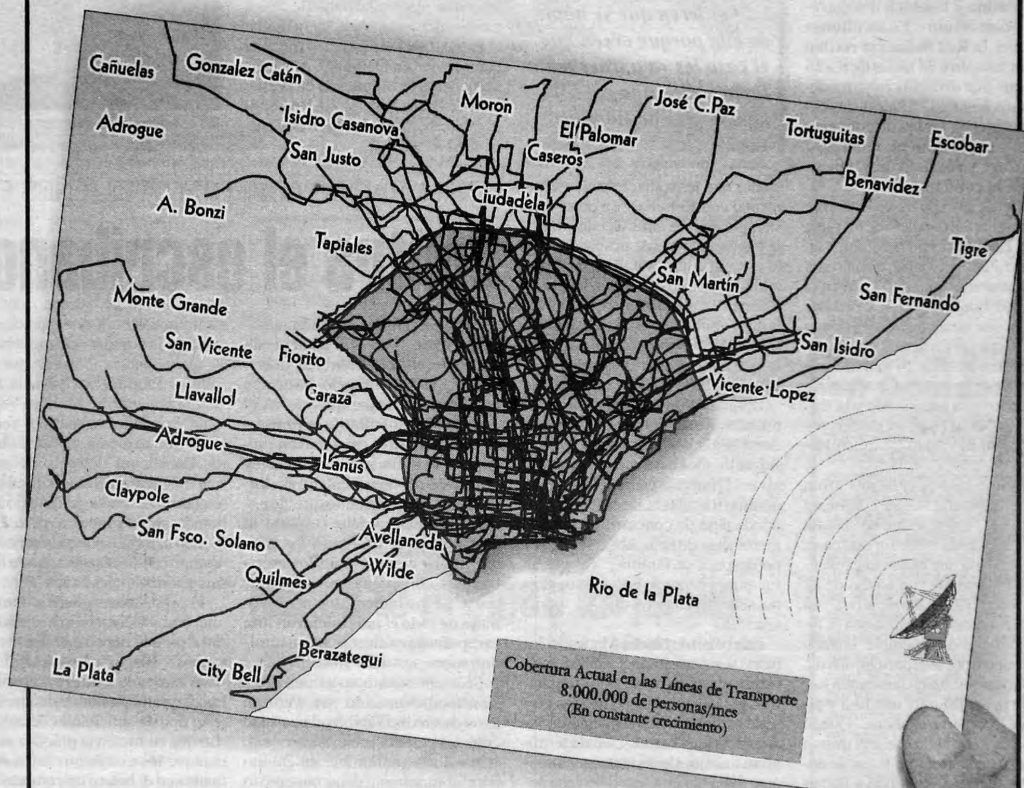 Cañuelas
Gonzalez Catán
Moron
José C.Paz
Adrogue
Isidro Casanova
El Palomar
Tortuguitas
Escobar
San Justo
Caseros
Benavidez
A. Bonzi
Ciudadela
Tapiales
Tigre
San Martín
San Fernando
Monte Grande
San Vicente
Fiorito
San Isidro
Llavallol
Caraza
Vicente Lopez
Adrogue
Lanus
Claypole
San Fsco. Solano
Avellaneda
Quilmes
Wilde
Rio de la Plata
Berazategui
La Plata
City Bell
Cobertura Actual en las Líneas de Transporte
8.000.000 de personas/mes
(En constante crecimiento)